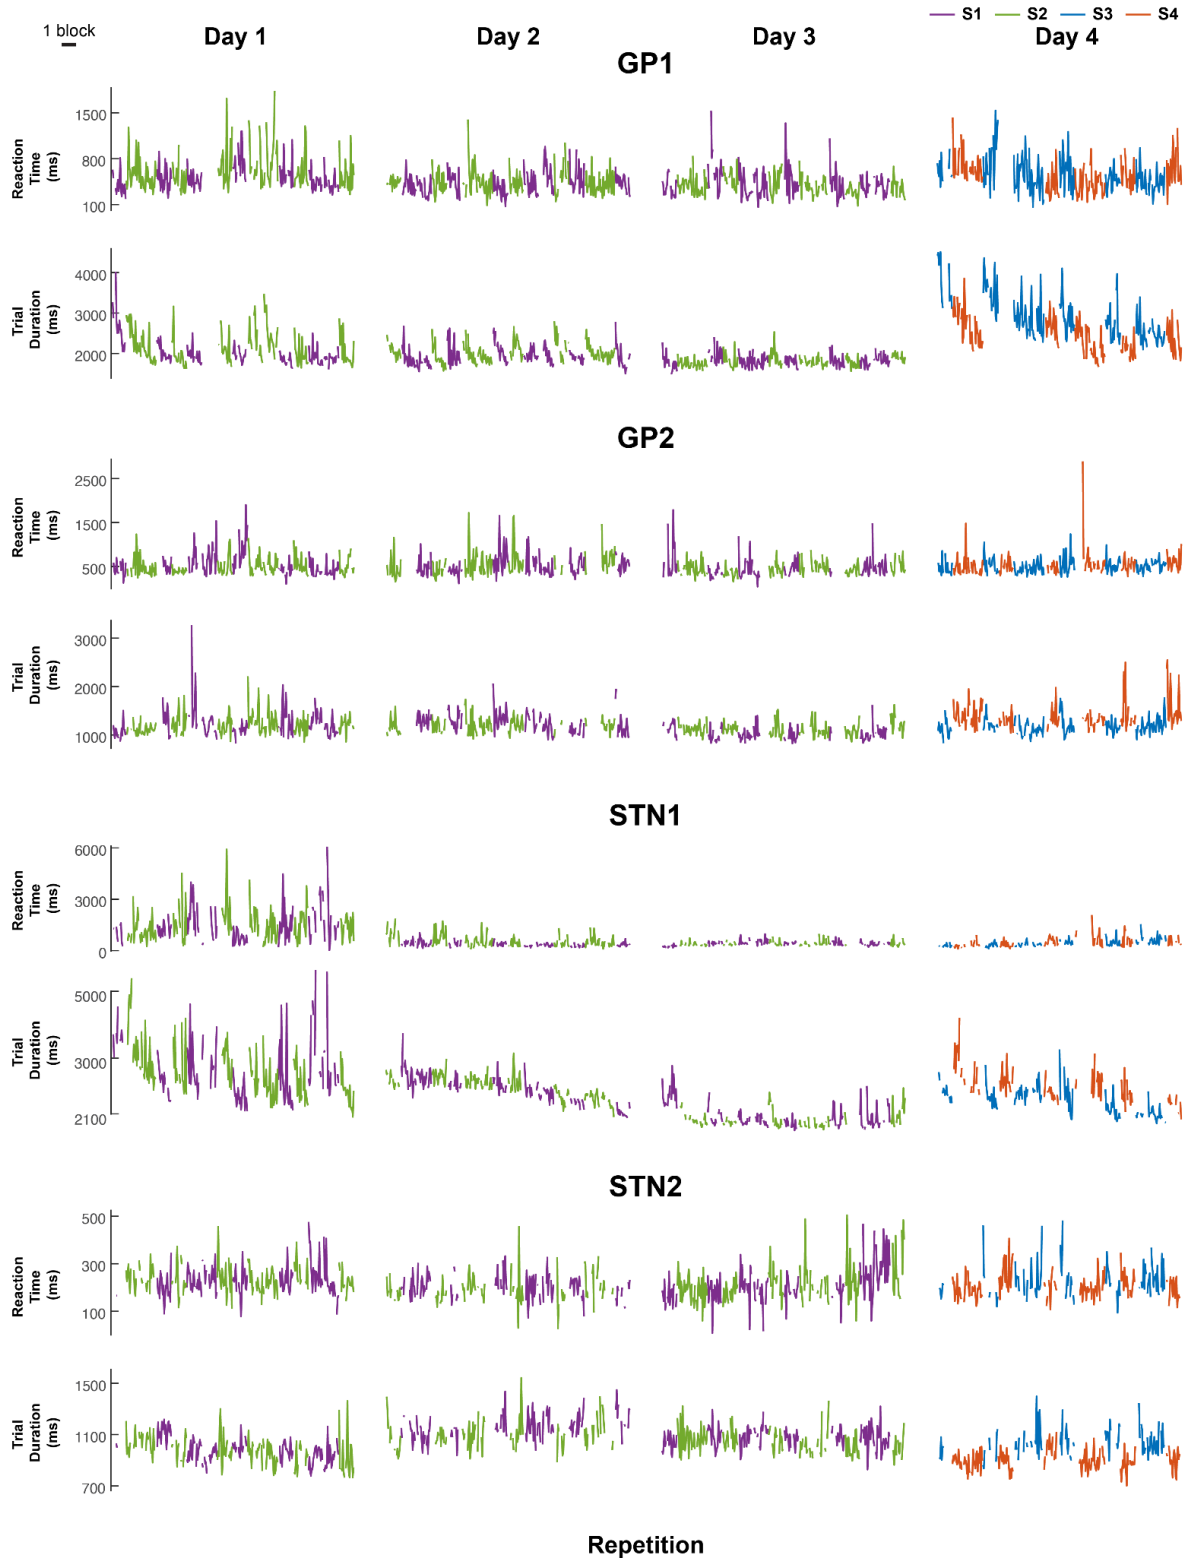 S1 S2 S3 S4
1 block
Day 1 Day 2 Day 3 Day 4
GP1
Reaction
Time
(ms)
1500
800
100
Trial
Duration
(ms)
4000
3000
2000
GP2
Reaction
Time
(ms)
2500
1500
500
Trial
Duration
(ms)
3000
2000
1000
STN1
Reaction
Time
(ms)
6000
3000
0
Trial
Duration
(ms)
5000
3000
2100
STN2
Reaction
Time
(ms)
500
300
100
Trial
Duration
(ms)
1500
1100
700
Repetition